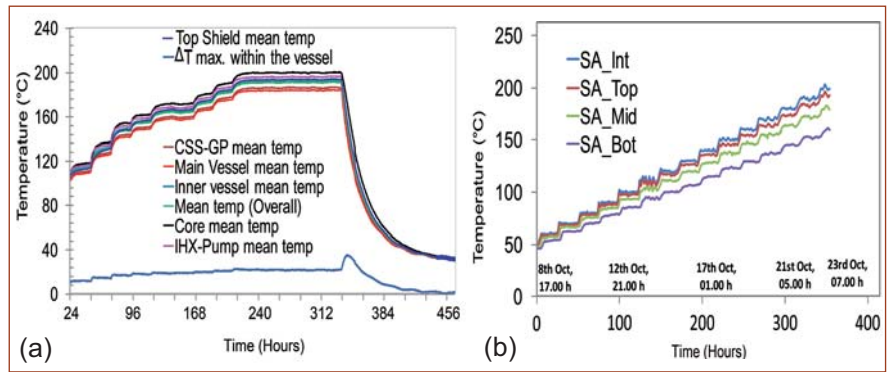 240
200
160
120
80
40
0
Temperature (°C)
Top Shield mean temp
ΔT max. within the vessel
CSS-GP mean temp
Main Vessel mean temp
Inner vessel mean temp
Mean temp (Overall)
Core mean temp
IHX-Pump mean temp
24 96 168 240 312 384 456
(a)
Time (Hours)
250
200
150
100
50
0
Temperature (°C)
SA_Int
SA_Top
SA_Mid
SA_Bot
8th Oct, 12th Oct, 17th Oct, 21st Oct, 23rd Oct,
17.00 h 21.00 h 01.00 h 05.00 h 07.00 h
0 100 200 300 400
(b)
Time (Hours)